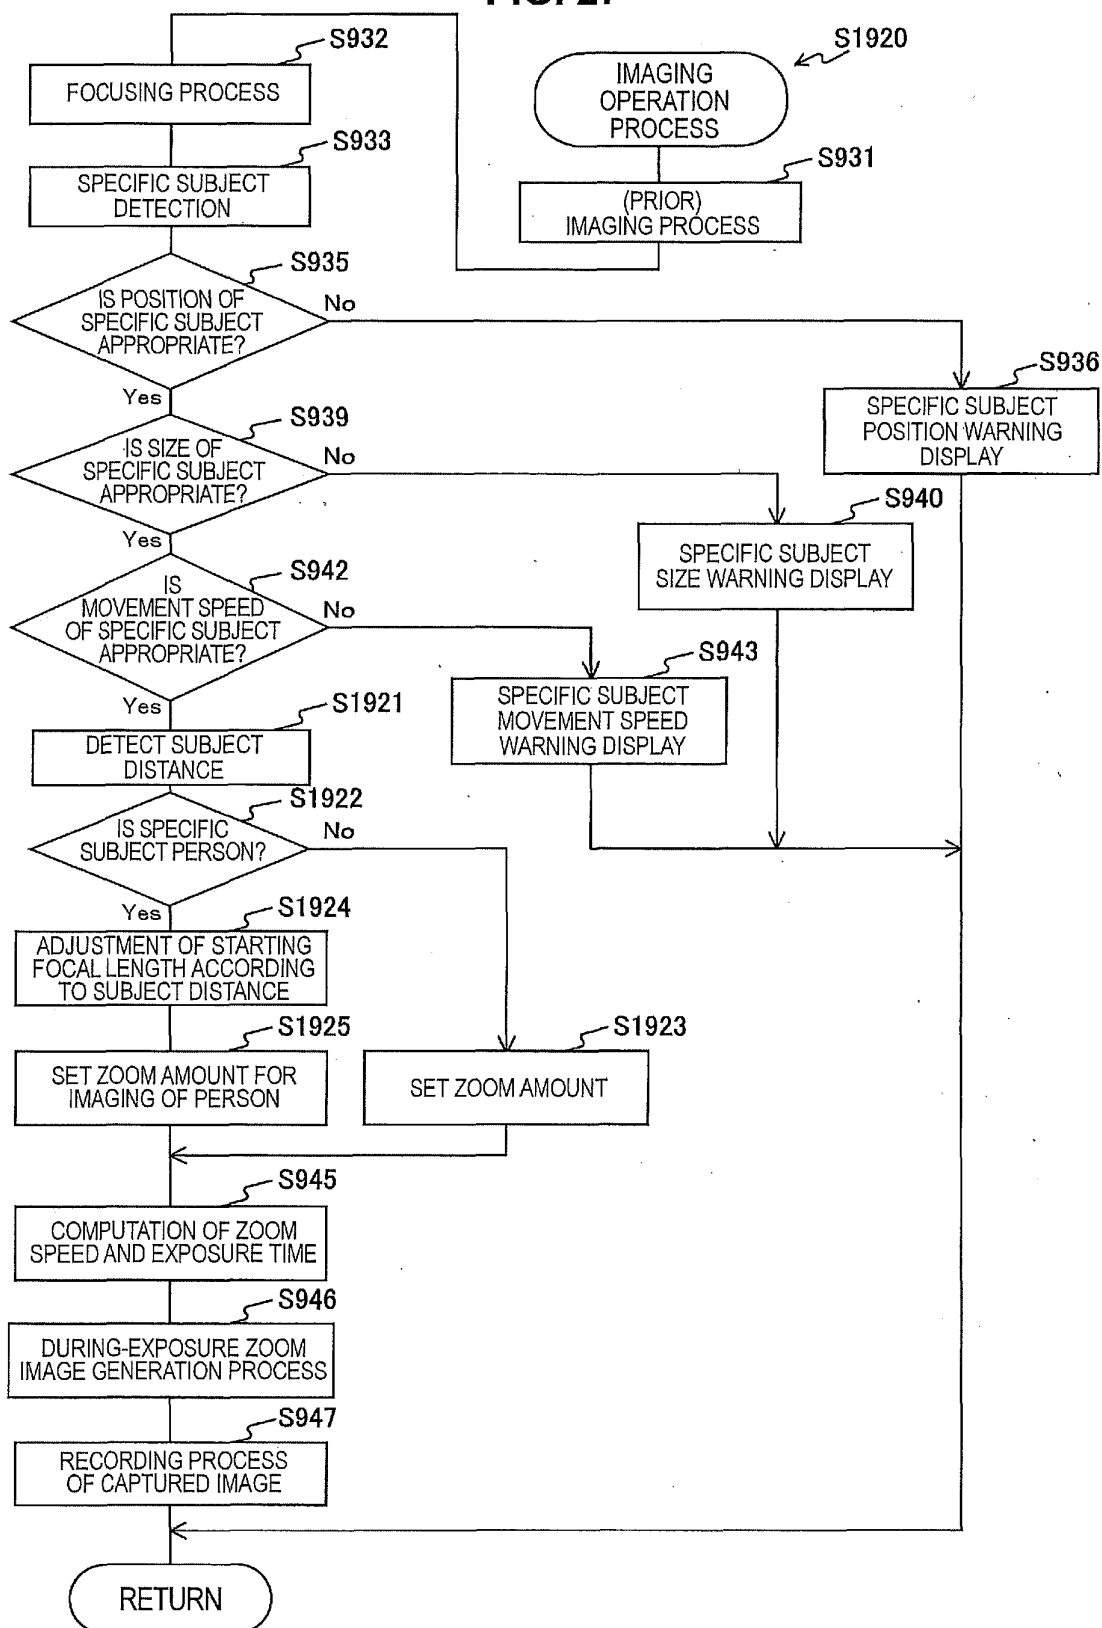 S1920
IMAGING
OPERATION
PROCESS
S931
(PRIOR)
IMAGING PROCESS
S932
FOCUSING PROCESS
S933
SPECIFIC SUBJECT
DETECTION
S935
IS POSITION OF
SPECIFIC SUBJECT
APPROPRIATE?
No
Yes
S936
SPECIFIC SUBJECT
POSITION WARNING
DISPLAY
S939
IS SIZE OF
SPECIFIC SUBJECT
APPROPRIATE?
No
Yes
S940
SPECIFIC SUBJECT
SIZE WARNING DISPLAY
S942
IS
MOVEMENT SPEED
OF SPECIFIC SUBJECT
APPROPRIATE?
No
Yes
S943
SPECIFIC SUBJECT
MOVEMENT SPEED
WARNING DISPLAY
S1921
DETECT SUBJECT
DISTANCE
S1922
IS SPECIFIC
SUBJECT PERSON?
No
Yes
S1924
ADJUSTMENT OF STARTING
FOCAL LENGTH ACCORDING
TO SUBJECT DISTANCE
S1925
SET ZOOM AMOUNT FOR
IMAGING OF PERSON
S1923
SET ZOOM AMOUNT
S945
COMPUTATION OF ZOOM
SPEED AND EXPOSURE TIME
S946
DURING-EXPOSURE ZOOM
IMAGE GENERATION PROCESS
S947
RECORDING PROCESS
OF CAPTURED IMAGE
RETURN